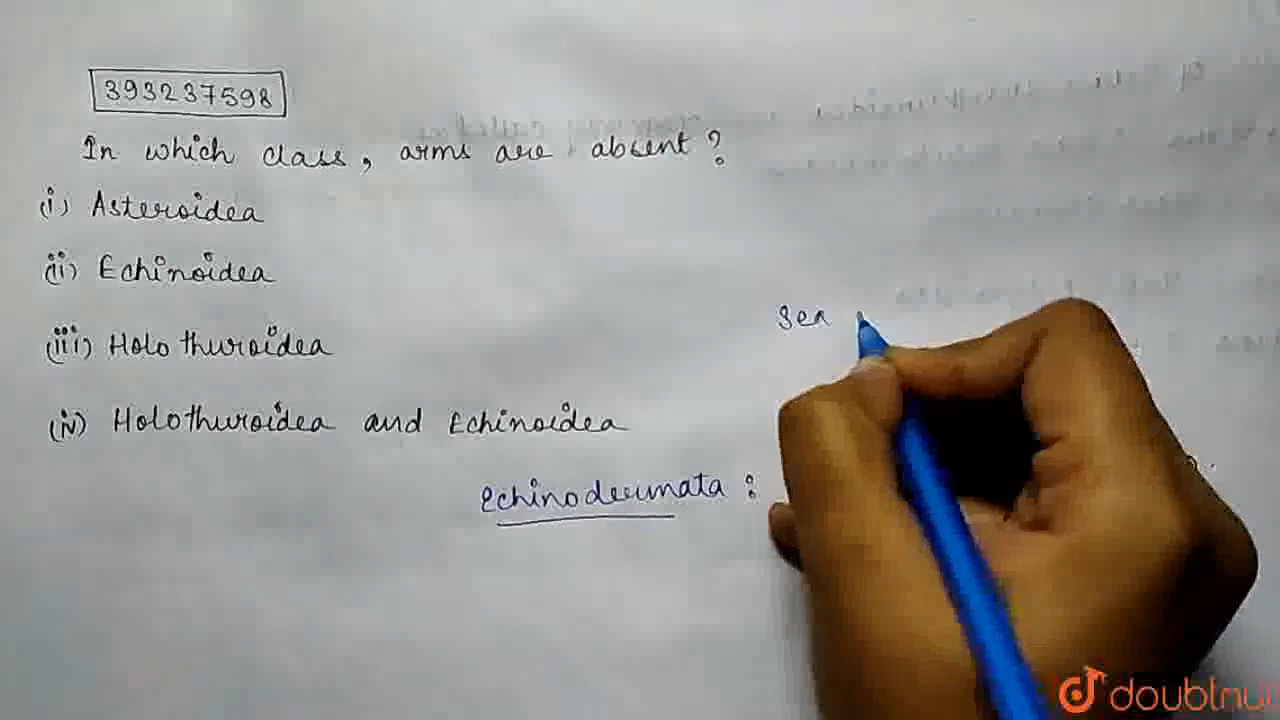 393237598
In which class, arms are absent?
(i) Asteroidea
(ii) Echinoidea
(iii) Holothuroidea
Sea
(iv) Holothuroidea and Echinoidea
Echinodermata :
doubtnut